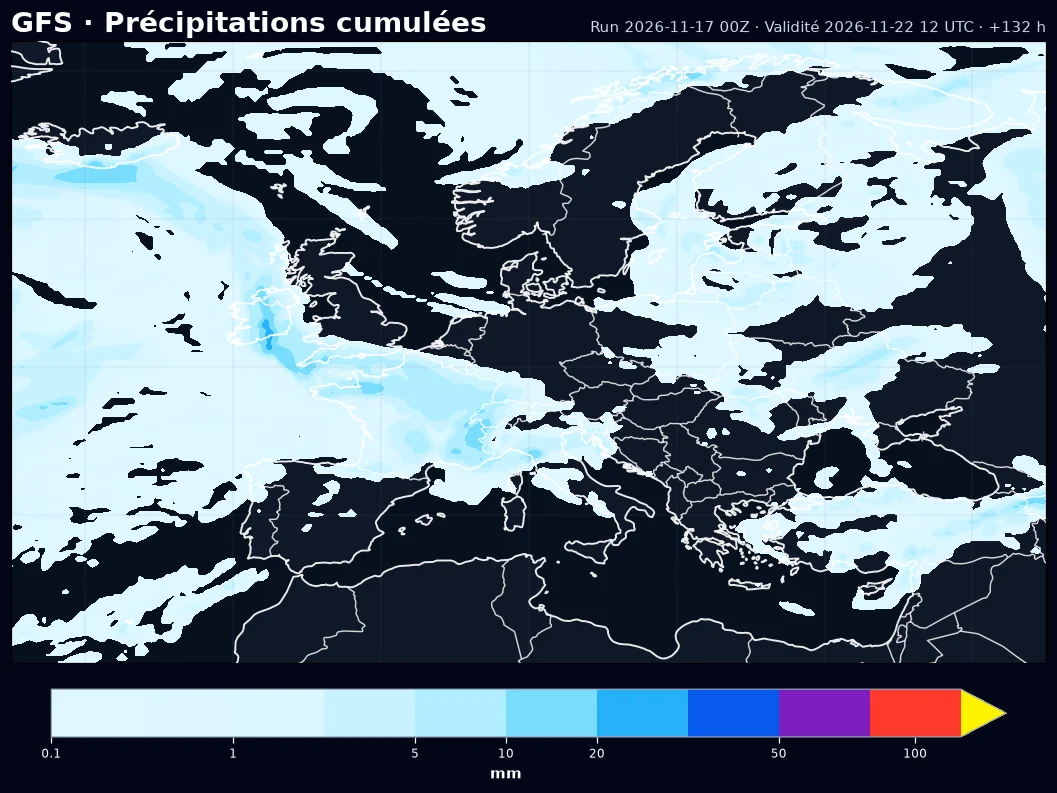 GFS · Précipitations cumulées
Run 2026-11-17 00Z · Validité 2026-11-22 12 UTC · +132 h
0.1 1 5 10 20 50 100
mm